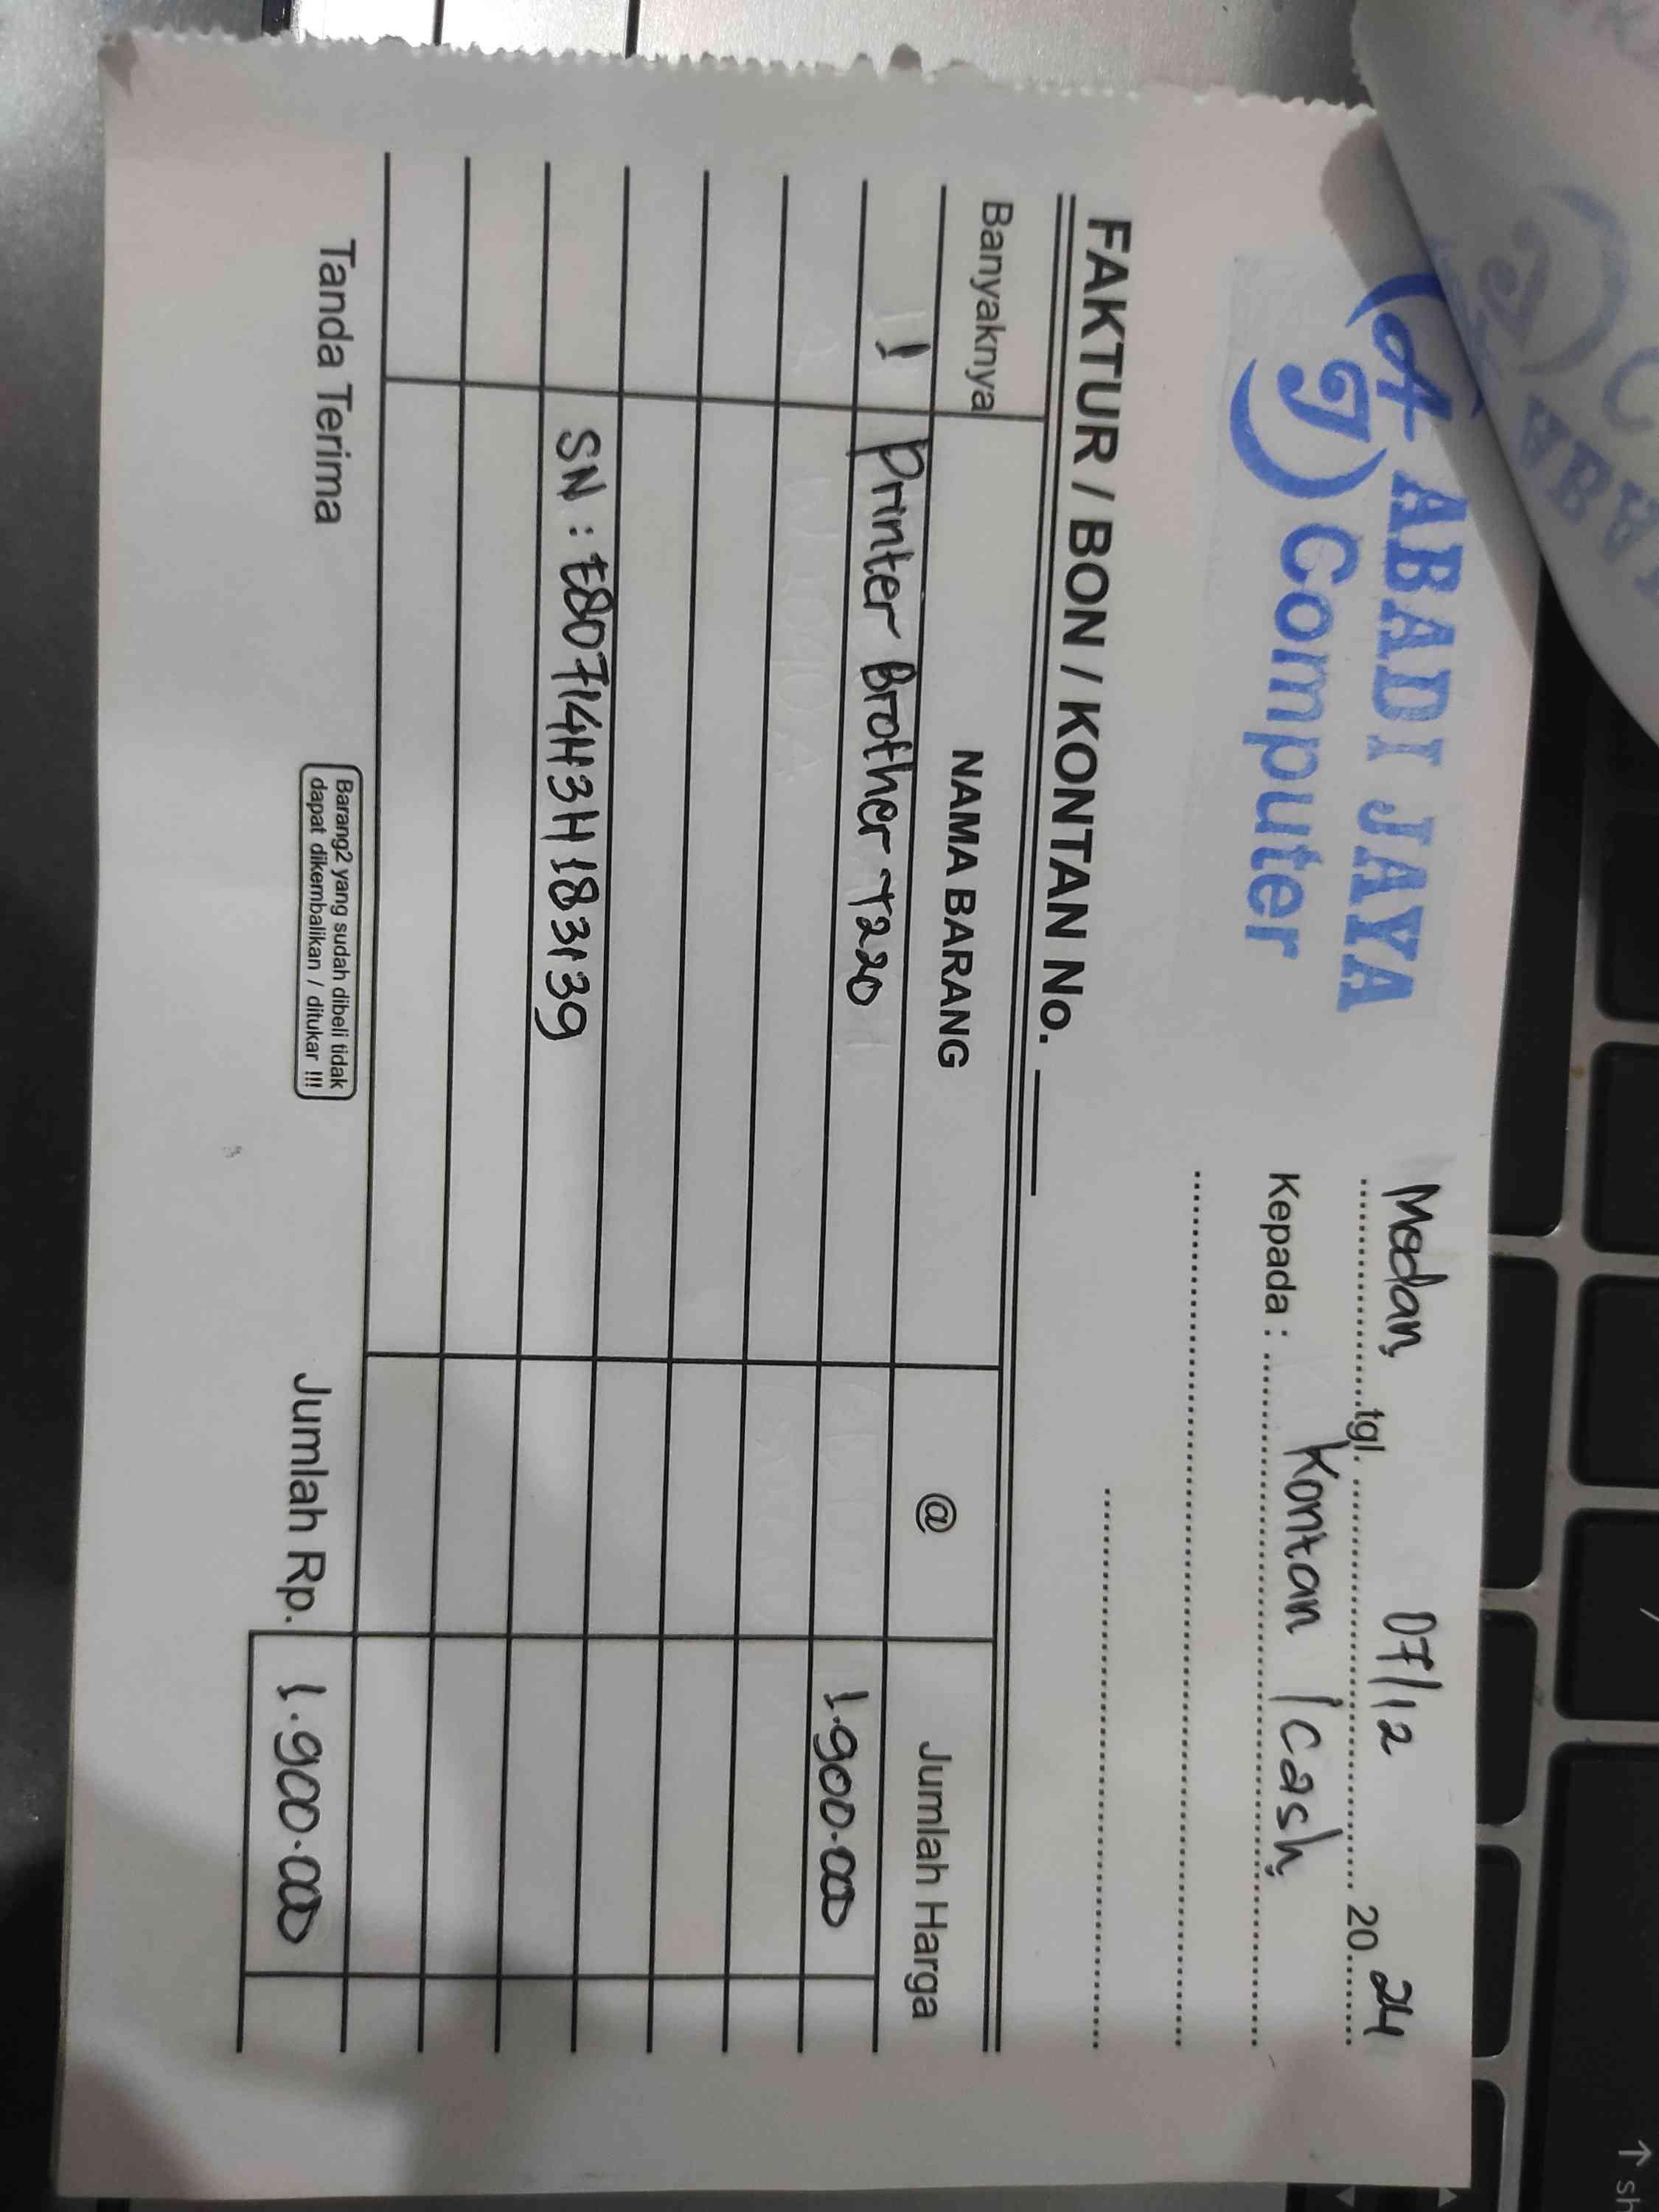 AJ ABADI JAYA
Computer
Medan, tgl. 07/12 2024
Kepada : Kontan / Cash,
FAKTUR / BON / KONTAN No.
Banyaknya NAMA BARANG @ Jumlah Harga
1 Printer Brother T220 1.900.000
SN : E80714H3H183139
Tanda Terima
Barang2 yang sudah dibeli tidak
dapat dikembalikan / ditukar !!!
Jumlah Rp. 1.900.000